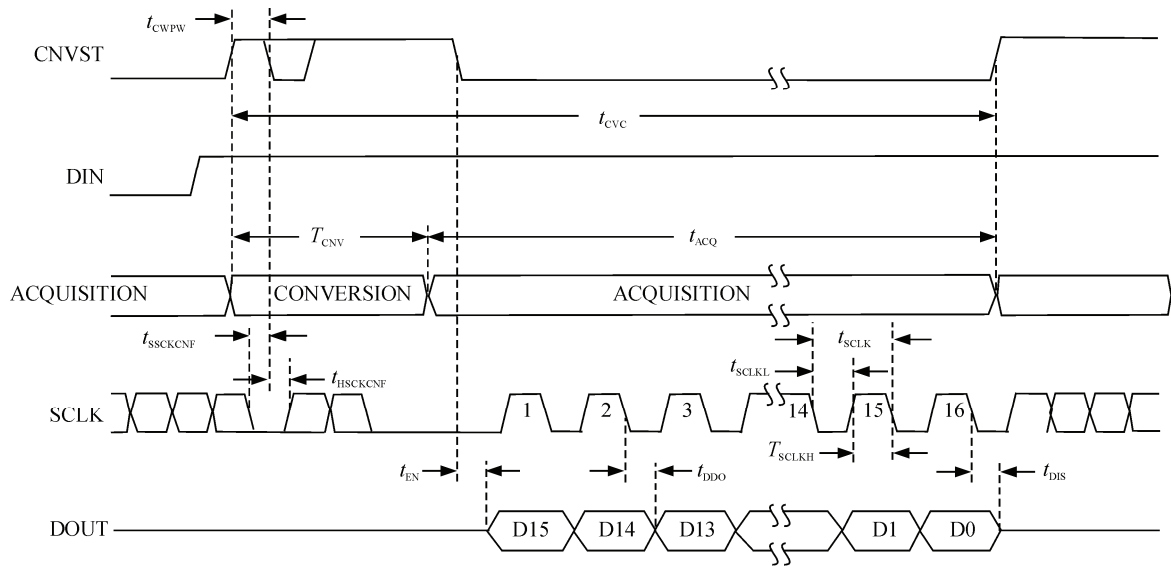 tCWPW
CNVST
tCVC
DIN
TCNV
tACQ
ACQUISITION
CONVERSION
ACQUISITION
tSSCKCNF
tSCLK
tHSCKCNF
tSCLKL
SCLK
1
2
3
14
15
16
TSCLKH
tEN
tDDO
tDIS
DOUT
D15
D14
D13
D1
D0